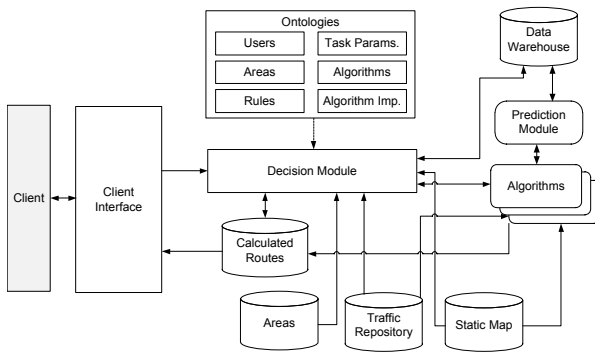 Ontologies
Users
Task Params.
Areas
Algorithms
Rules
Algorithm Imp.
Data
Warehouse
Prediction
Module
Client
Client
Interface
Decision Module
Algorithms
Calculated
Routes
Areas
Traffic
Repository
Static Map